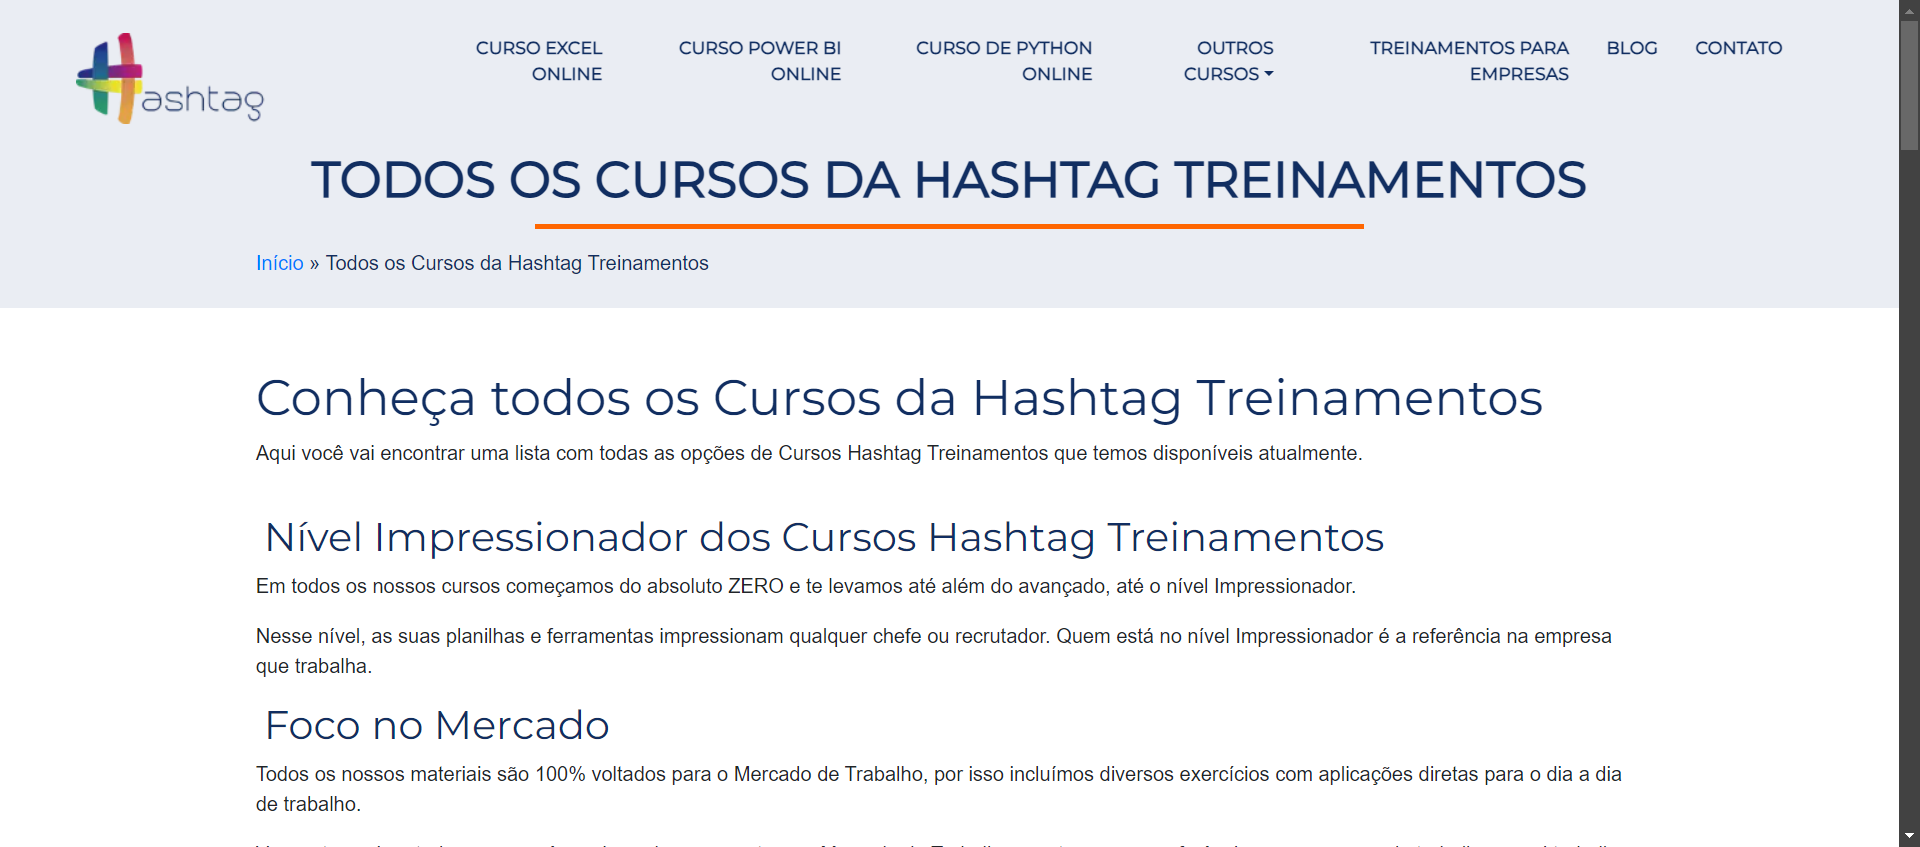 ashtag
CURSO EXCEL
ONLINE
CURSO POWER BI
ONLINE
CURSO DE PYTHON
ONLINE
OUTROS
CURSOS
TREINAMENTOS PARA
EMPRESAS
BLOG
CONTATO
TODOS OS CURSOS DA HASHTAG TREINAMENTOS
Início » Todos os Cursos da Hashtag Treinamentos
Conheça todos os Cursos da Hashtag Treinamentos
Aqui você vai encontrar uma lista com todas as opções de Cursos Hashtag Treinamentos que temos disponíveis atualmente.
Nível Impressionador dos Cursos Hashtag Treinamentos
Em todos os nossos cursos começamos do absoluto ZERO e te levamos até além do avançado, até o nível Impressionador.
Nesse nível, as suas planilhas e ferramentas impressionam qualquer chefe ou recrutador. Quem está no nível Impressionador é a referência na empresa
que trabalha.
Foco no Mercado
Todos os nossos materiais são 100% voltados para o Mercado de Trabalho, por isso incluímos diversos exercícios com aplicações diretas para o dia a dia
de trabalho.